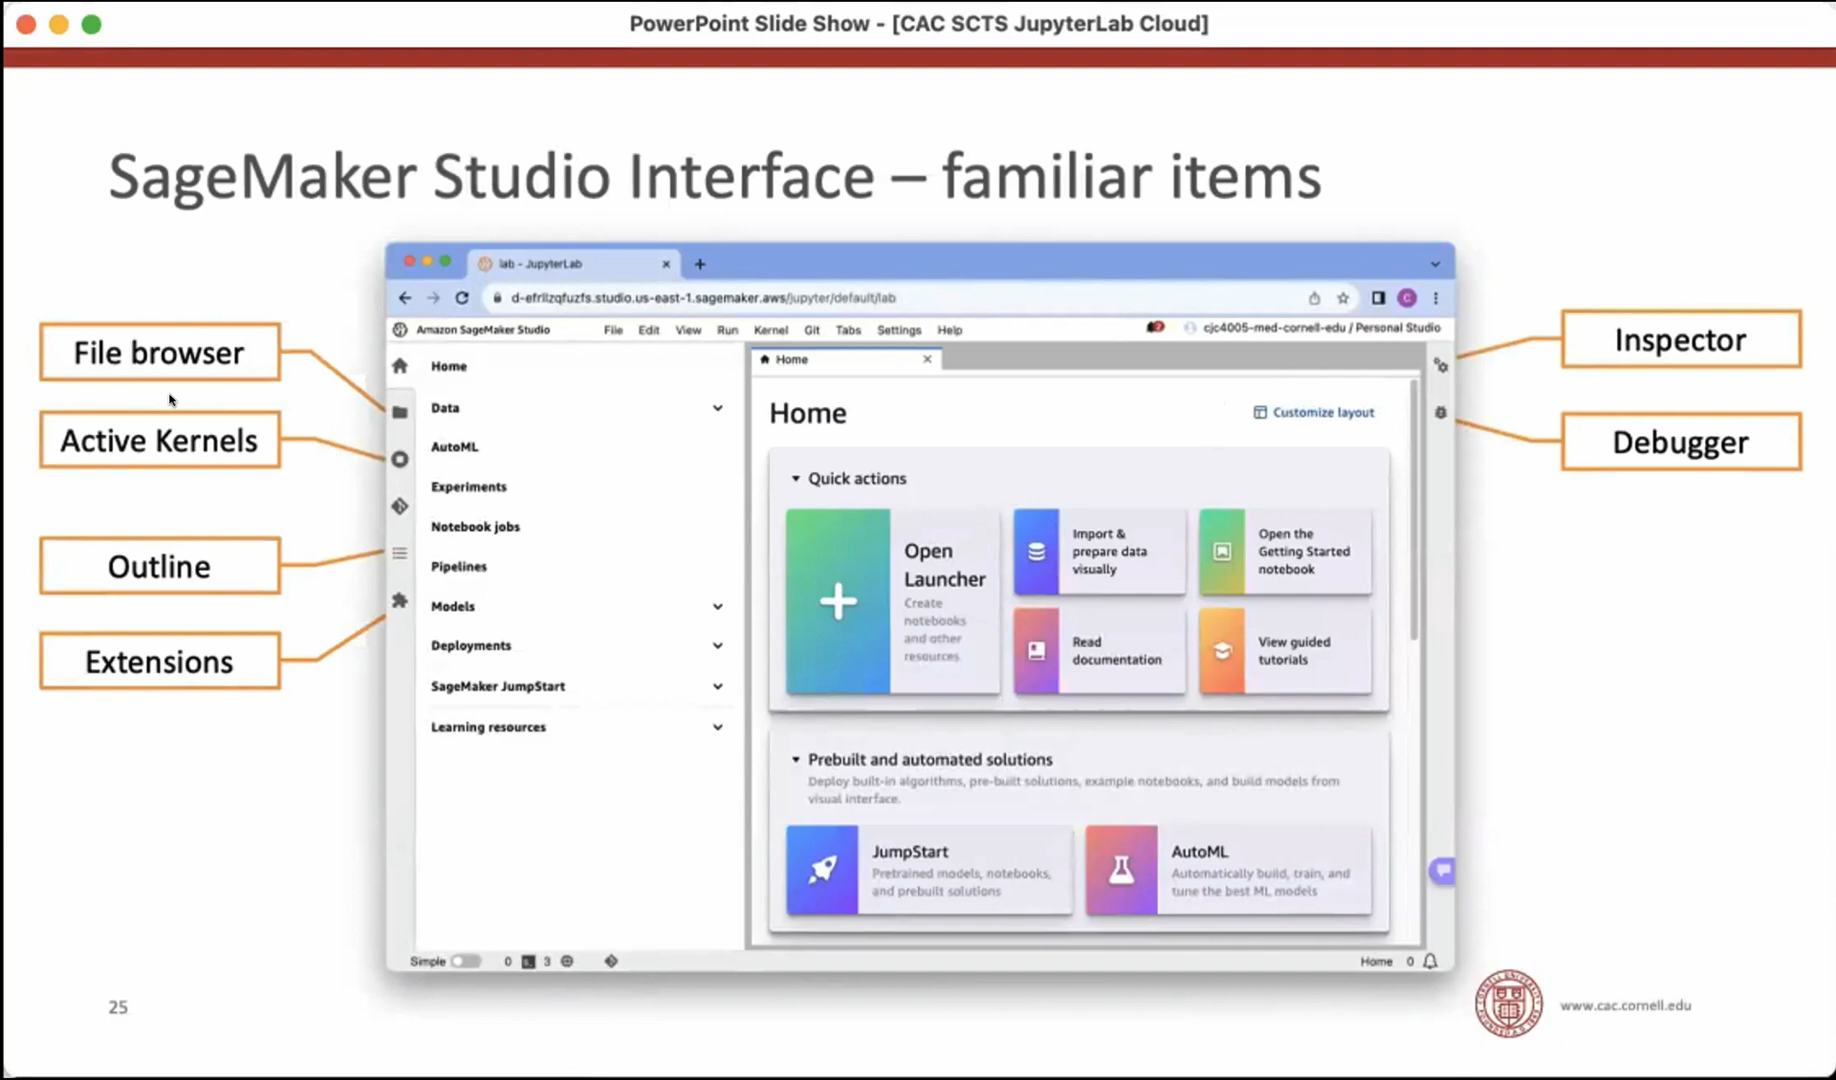 PowerPoint Slide Show - [CAC SCTS JupyterLab Cloud]
SageMaker Studio Interface – familiar items
File browser
Active Kernels
Outline
Extensions
Inspector
Debugger
lab - JupyterLab
d-efrllzqfuzfs.studio.us-east-1.sagemaker.aws/jupyter/default/lab
C
Amazon SageMaker Studio File Edit View Run Kernel Git Tabs Settings Help
cjc4005-med-cornell-edu / Personal Studio
Home
Data
AutoML
Experiments
Notebook jobs
Pipelines
Models
Deployments
SageMaker JumpStart
Learning resources
Home
Home
Customize layout
Quick actions
Open
Launcher
Create
notebooks
and other
resources.
Import &
prepare data
visually
Open the
Getting Started
notebook
Read
documentation
View guided
tutorials
Prebuilt and automated solutions
Deploy built-in algorithms, pre-built solutions, example notebooks, and build models from
visual interface.
JumpStart
Pretrained models, notebooks,
and prebuilt solutions
AutoML
Automatically build, train, and
tune the best ML models
Simple 0 3
Home 0
25
www.cac.cornell.edu